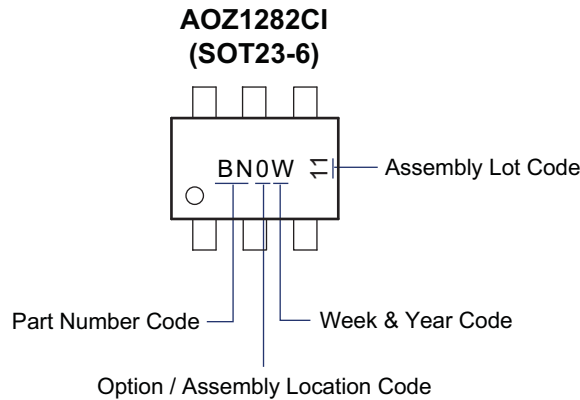 AOZ1282CI
(SOT23-6)
BN0W
11
Assembly Lot Code
Part Number Code
Week & Year Code
Option / Assembly Location Code